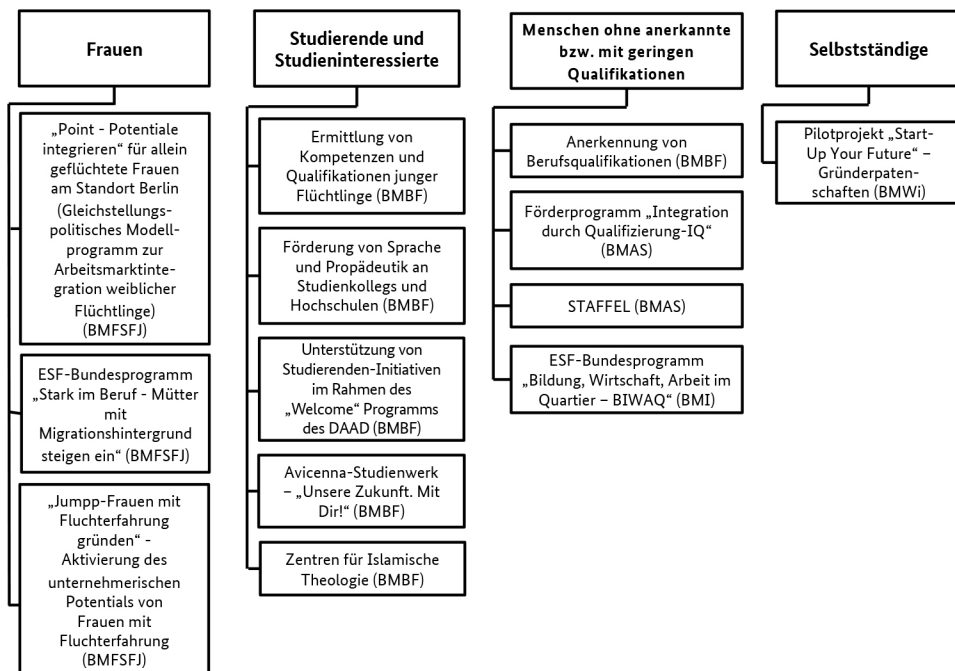 Frauen
„Point - Potentiale
integrieren“ für allein
geflüchtete Frauen
am Standort Berlin
(Gleichstellungs-
politisches Modell-
programm zur
Arbeitsmarktinte-
gration weiblicher
Flüchtlinge)
(BMFSFJ)
ESF-Bundesprogramm
„Stark im Beruf - Mütter
mit
Migrationshintergrund
steigen ein“ (BMFSFJ)
„Jumpp-Frauen mit
Fluchterfahrung
gründen“ -
Aktivierung des
unternehmerischen
Potentials von
Frauen mit
Fluchterfahrung
(BMFSFJ)
Studierende und
Studieninteressierte
Ermittlung von
Kompetenzen und
Qualifikationen junger
Flüchtlinge (BMBF)
Förderung von Sprache
und Propädeutik an
Studienkollegs und
Hochschulen (BMBF)
Unterstützung von
Studierenden-Initiativen
im Rahmen des
„Welcome“ Programms
des DAAD (BMBF)
Avicenna-Studienwerk
– „Unsere Zukunft. Mit
Dir!“ (BMBF)
Zentren für Islamische
Theologie (BMBF)
Menschen ohne anerkannte
bzw. mit geringen
Qualifikationen
Anerkennung von
Berufsqualifikationen (BMBF)
Förderprogramm „Integration
durch Qualifizierung-IQ“
(BMAS)
STAFFEL (BMAS)
ESF-Bundesprogramm
„Bildung, Wirtschaft, Arbeit im
Quartier – BIWAQ“ (BMI)
Selbstständige
Pilotprojekt „Start-
Up Your Future“ –
Gründerpaten-
schaften (BMWi)